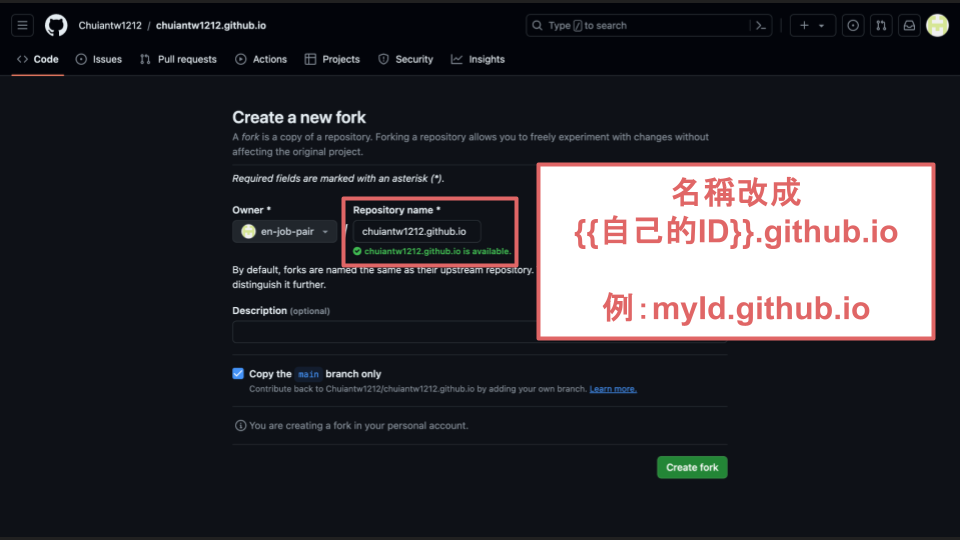 Chuiantw1212 / chuiantw1212.github.io
Type / to search
Code Issues Pull requests Actions Projects Security Insights
Create a new fork
A fork is a copy of a repository. Forking a repository allows you to freely experiment with changes without
affecting the original project.
Required fields are marked with an asterisk (*).
Owner * Repository name *
en-job-pair / chuiantw1212.github.io
chuiantw1212.github.io is available.
By default, forks are named the same as their upstream repository.
distinguish it further.
Description (optional)
Copy the main branch only
Contribute back to Chuiantw1212/chuiantw1212.github.io by adding your own branch. Learn more.
You are creating a fork in your personal account.
Create fork
名稱改成
{{自己的ID}}.github.io
例：myId.github.io